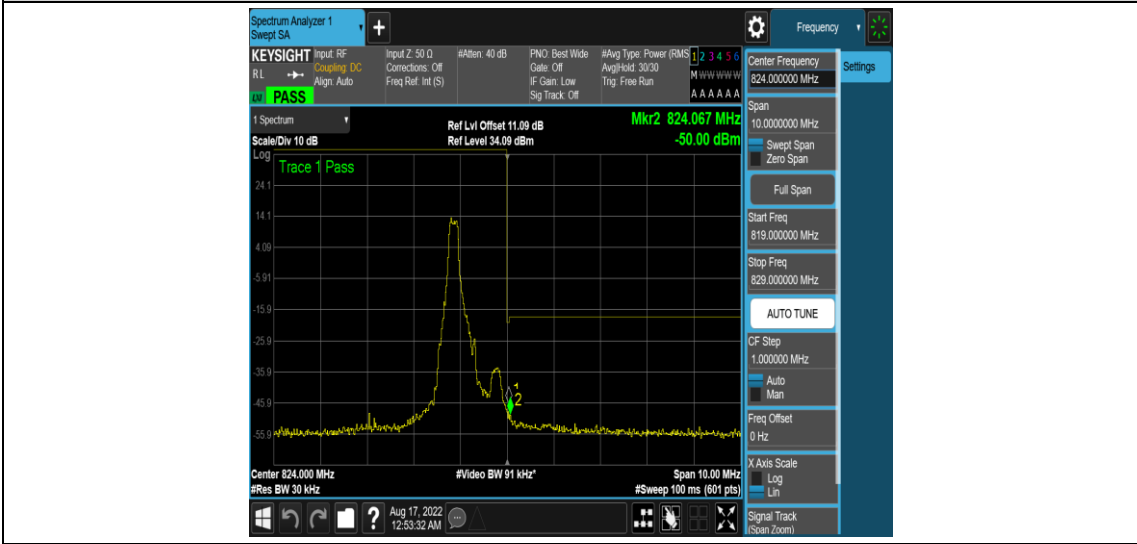 Spectrum Analyzer 1
Swept SA
+
Frequency
KEYSIGHT
RL
PASS
Input: RF
Coupling: DC
Align: Auto
Input Z: 50 Ω
Corrections: Off
Freq Ref: Int (S)
#Atten: 40 dB
PNO: Best Wide
Gate: Off
IF Gain: Low
Sig Track: Off
#Avg Type: Power (RMS
Avg|Hold: 30/30
Trig: Free Run
1 2 3 4 5 6
M W W W W W
A A A A A A
1 Spectrum
Scale/Div 10 dB
Log
Ref Lvl Offset 11.09 dB
Ref Level 34.09 dBm
Mkr2 824.067 MHz
-50.00 dBm
Trace 1 Pass
24.1
14.1
4.09
-5.91
-15.9
-25.9
-35.9
-45.9
-55.9
1
2
Center 824.000 MHz
#Res BW 30 kHz
#Video BW 91 kHz*
Span 10.00 MHz
#Sweep 100 ms (601 pts)
?
Aug 17, 2022
12:53:32 AM
Center Frequency
824.000000 MHz
Settings
Span
10.0000000 MHz
Swept Span
Zero Span
Full Span
Start Freq
819.000000 MHz
Stop Freq
829.000000 MHz
AUTO TUNE
CF Step
1.000000 MHz
Auto
Man
Freq Offset
0 Hz
X Axis Scale
Log
Lin
Signal Track
(Span Zoom)